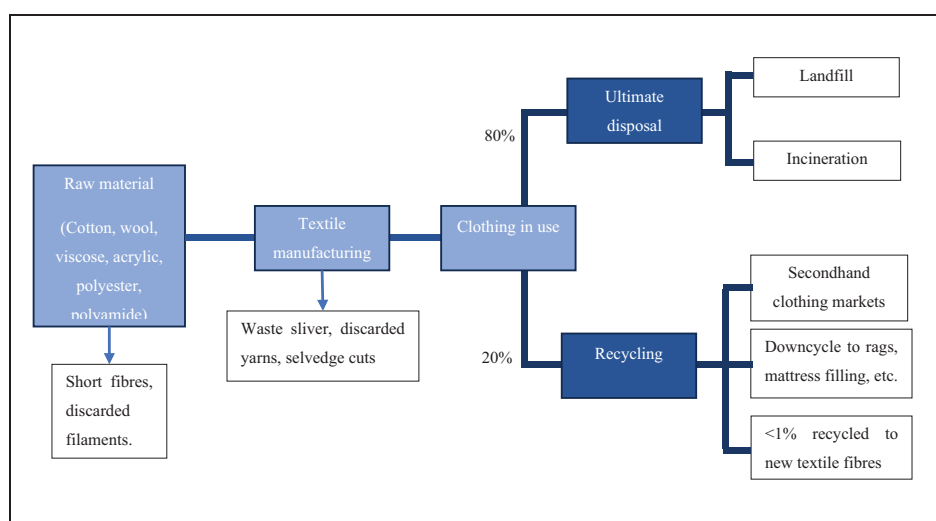 Landfill
Ultimate
disposal
80%
Incineration
Raw material
(Cotton, wool,
viscose, acrylic,
polyester,
polyamide)
Textile
manufacturing
Clothing in use
Secondhand
clothing markets
Waste sliver, discarded
yarns, selvedge cuts
20%
Recycling
Downcycle to rags,
mattress filling, etc.
Short fibres,
discarded
filaments.
<1% recycled to
new textile fibres